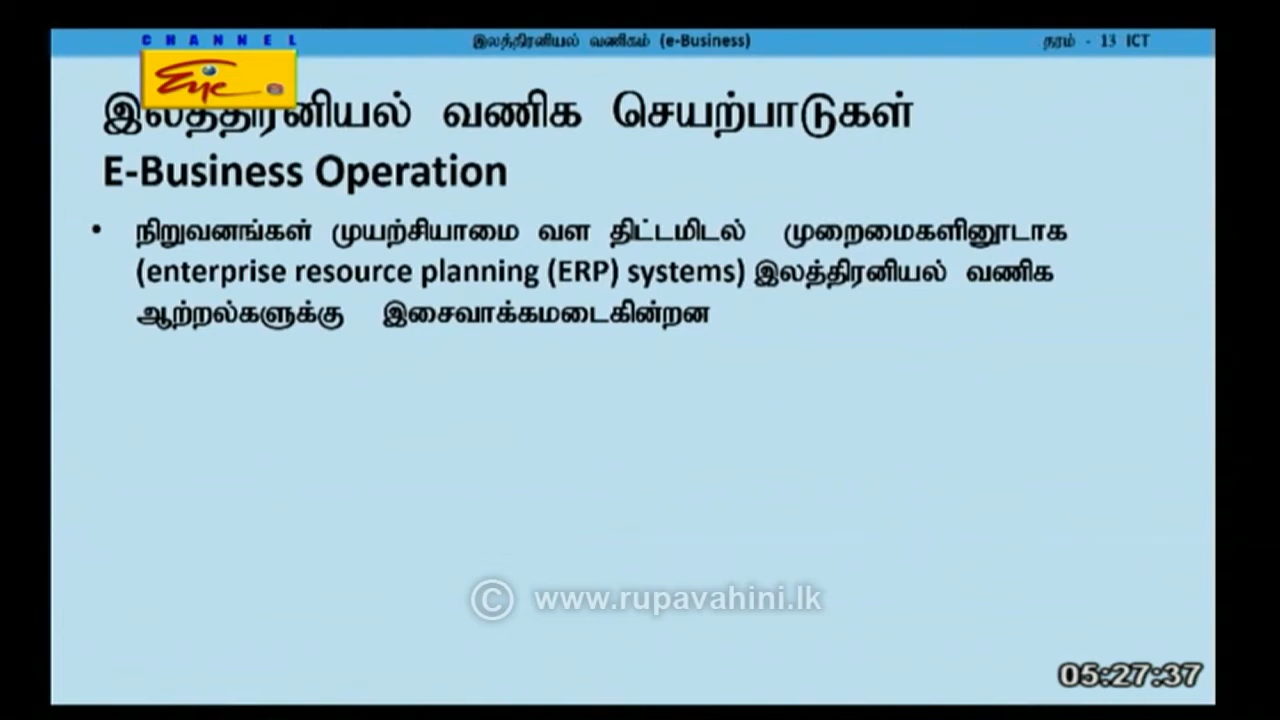 CHANNEL
Eye
இலத்திரனியல் வணிகம் (e-Business)
தரம் - 13 ICT
இலத்திரனியல் வணிக செயற்பாடுகள்
E-Business Operation
• நிறுவனங்கள் முயற்சியாமை வள திட்டமிடல் முறைமைகளினூடாக
(enterprise resource planning (ERP) systems) இலத்திரனியல் வணிக
ஆற்றல்களுக்கு இசைவாக்கமடைகின்றன
© www.rupavahini.lk
05:27:37